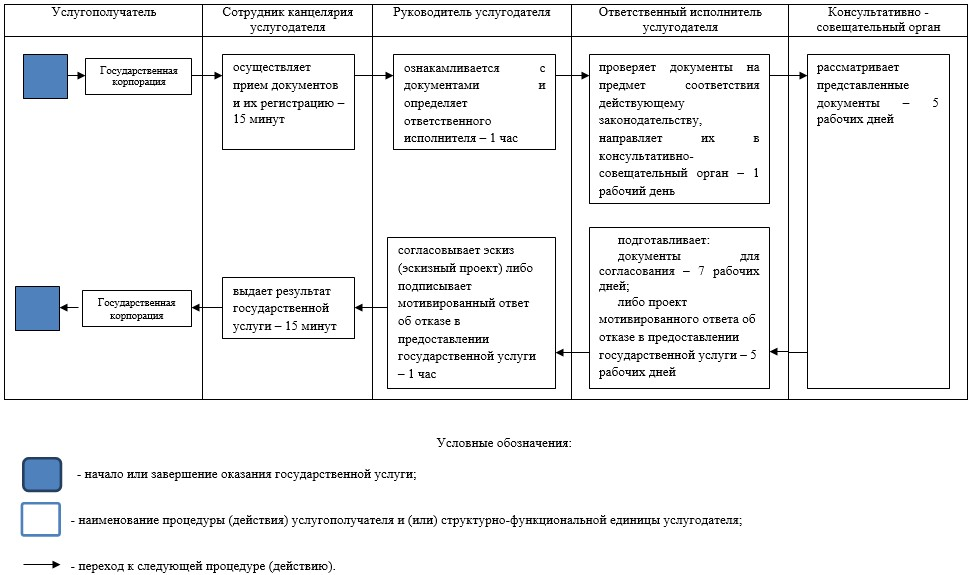 Услугополучатель
Сотрудник канцелярия
услугодателя
Руководитель услугодателя
Ответственный исполнитель
услугодателя
Консультативно -
совещательный орган
Государственная
корпорация
осуществляет
прием документов
и их регистрацию –
15 минут
ознакамливается с
документами и
определяет
ответственного
исполнителя – 1 час
проверяет документы на
предмет соответствия
действующему
законодательству,
направляет их в
консультативно-
совещательный орган – 1
рабочий день
рассматривает
представленные
документы – 5
рабочих дней
подготавливает:
документы для
согласования – 7 рабочих
дней;
либо проект
мотивированного ответа об
отказе в предоставлении
государственной услуги – 5
рабочих дней
согласовывает эскиз
(эскизный проект) либо
подписывает
мотивированный ответ
об отказе в
предоставлении
государственной услуги
– 1 час
выдает результат
государственной
услуги – 15 минут
Государственная
корпорация
Условные обозначения:
- начало или завершение оказания государственной услуги;
- наименование процедуры (действия) услугополучателя и (или) структурно-функциональной единицы услугодателя;
- переход к следующей процедуре (действию).